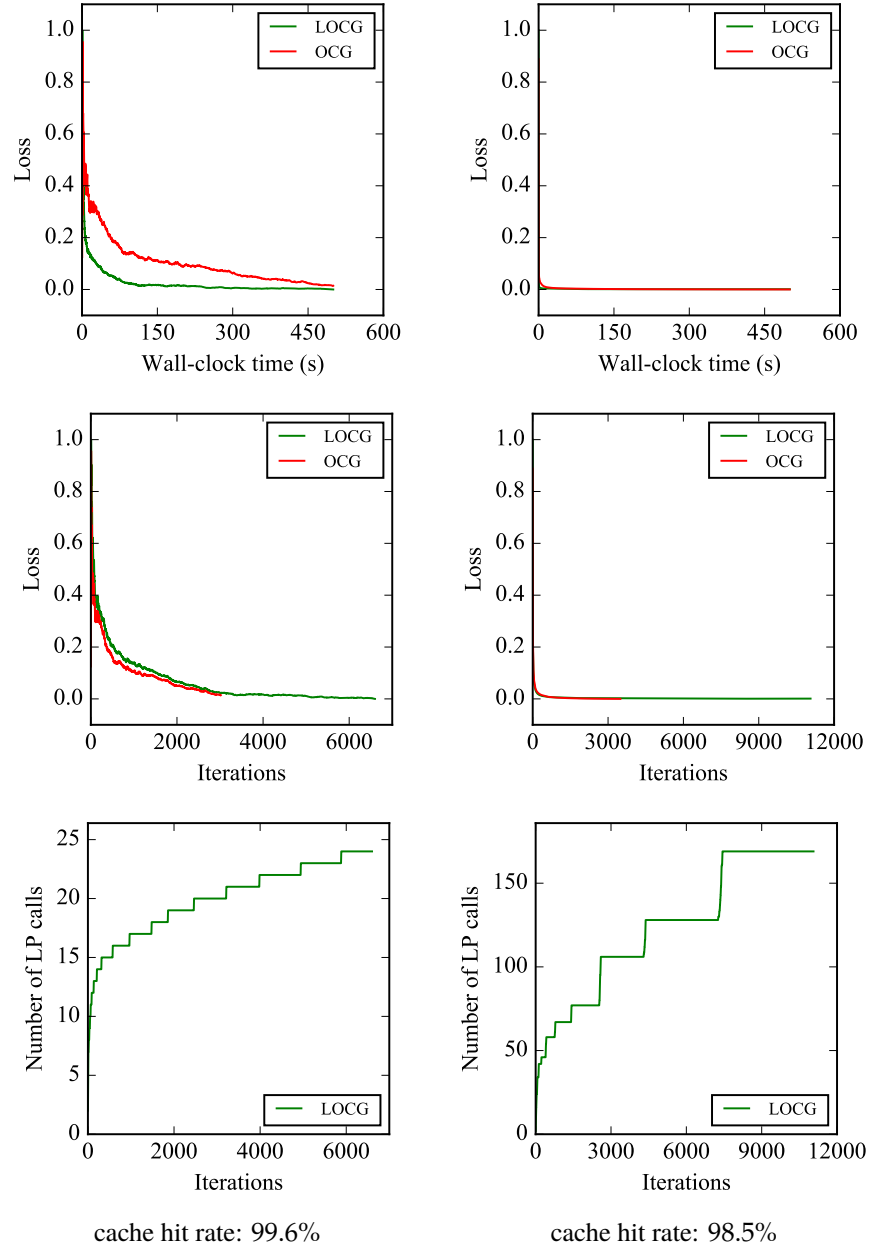 1.0
0.8
0.6
0.4
0.2
0.0
Loss
LOCG
OCG
0 150 300 450 600
Wall-clock time (s)
1.0
0.8
0.6
0.4
0.2
0.0
Loss
LOCG
OCG
0 150 300 450 600
Wall-clock time (s)
1.0
0.8
0.6
0.4
0.2
0.0
Loss
LOCG
OCG
0 2000 4000 6000
Iterations
1.0
0.8
0.6
0.4
0.2
0.0
Loss
LOCG
OCG
0 3000 6000 9000 12000
Iterations
25
20
15
10
5
0
Number of LP calls
LOCG
0 2000 4000 6000
Iterations
150
100
50
0
Number of LP calls
LOCG
0 3000 6000 9000 12000
Iterations
cache hit rate: 99.6%
cache hit rate: 98.5%